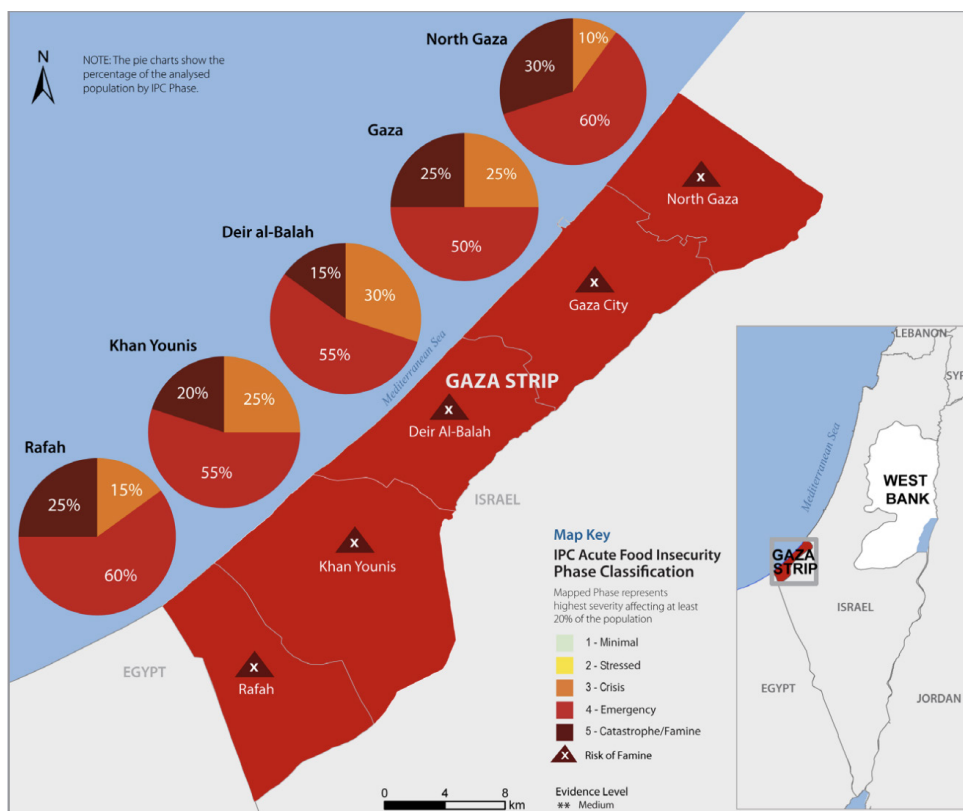 N
NOTE: The pie charts show the
percentage of the analysed
population by IPC Phase.
North Gaza
10%
30%
60%
Gaza
25%
25%
50%
Deir al-Balah
15%
30%
55%
Khan Younis
20%
25%
55%
Rafah
25%
15%
60%
Mediterranean Sea
x
North Gaza
x
Gaza City
GAZA STRIP
x
Deir Al-Balah
x
Khan Younis
x
Rafah
ISRAEL
EGYPT
Map Key
IPC Acute Food Insecurity
Phase Classification
Mapped Phase represents
highest severity affecting at least
20% of the population
1 - Minimal
2 - Stressed
3 - Crisis
4 - Emergency
5 - Catastrophe/Famine
x Risk of Famine
Evidence Level
** Medium
0 4 8
km
LEBANON
SYR
Mediterranean Sea
WEST
BANK
GAZA
STRIP
ISRAEL
EGYPT
JORDAN